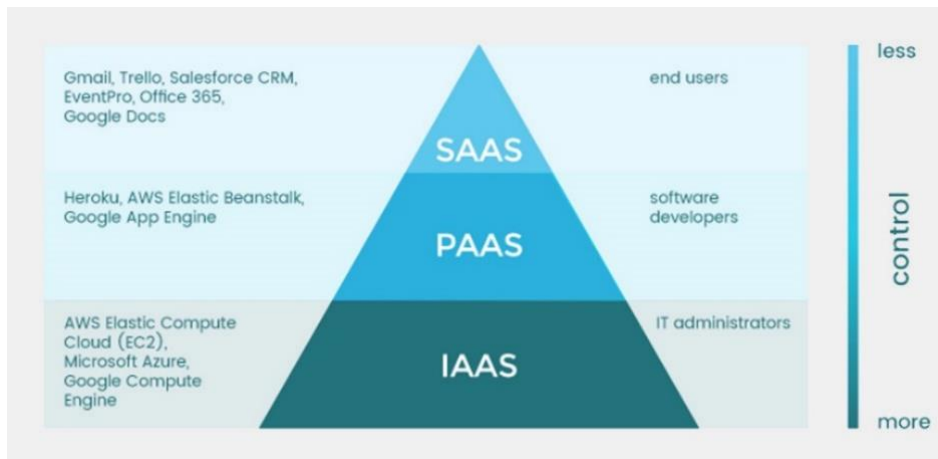 Gmail, Trello, Salesforce CRM,
EventPro, Office 365,
Google Docs
SAAS
end users
Heroku, AWS Elastic Beanstalk,
Google App Engine
PAAS
software
developers
AWS Elastic Compute
Cloud (EC2),
Microsoft Azure,
Google Compute
Engine
IAAS
IT administrators
less
control
more